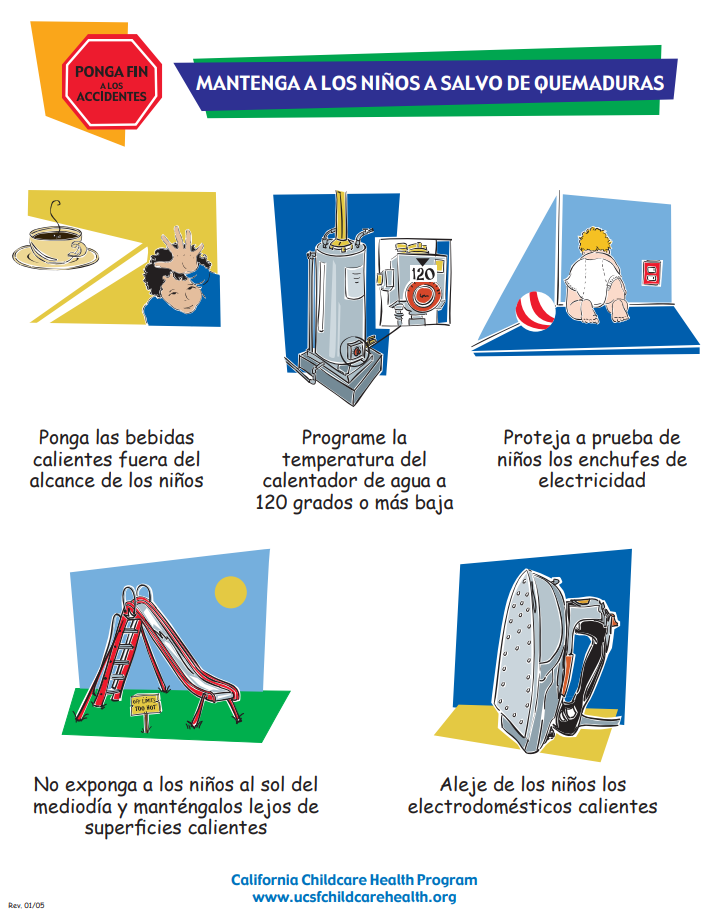 PONGA FIN
A LOS
ACCIDENTES
MANTENGA A LOS NIÑOS A SALVO DE QUEMADURAS
120
Ponga las bebidas
calientes fuera del
alcance de los niños
Programe la
temperatura del
calentador de agua a
120 grados o más baja
Proteja a prueba de
niños los enchufes de
electricidad
OFF LIMITS
TOO HOT
No exponga a los niños al sol del
mediodía y manténgalos lejos de
superficies calientes
Aleje de los niños los
electrodomésticos calientes
California Childcare Health Program
www.ucsfchildcarehealth.org
Rev. 01/05